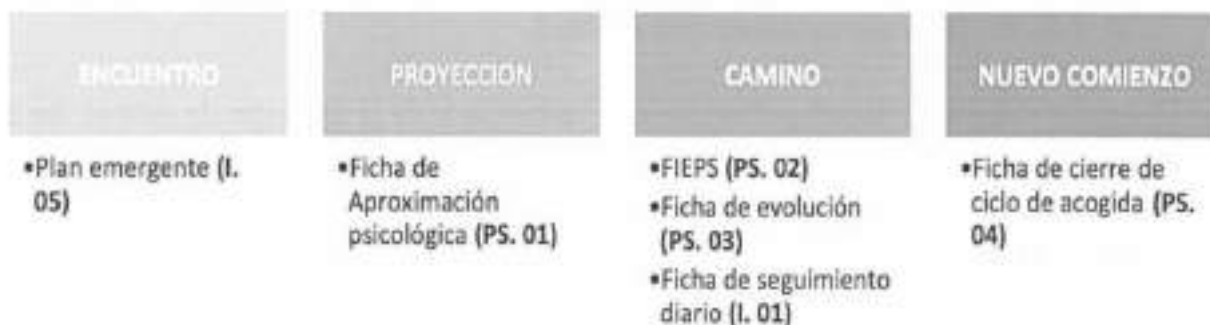 ENCUENTRO
•Plan emergente (I.
05)
PROYECCION
•Ficha de
Aproximación
psicológica (PS. 01)
CAMINO
•FIEPS (PS. 02)
•Ficha de evolución
(PS. 03)
•Ficha de seguimiento
diario (I. 01)
NUEVO COMIENZO
•Ficha de cierre de
ciclo de acogida (PS.
04)